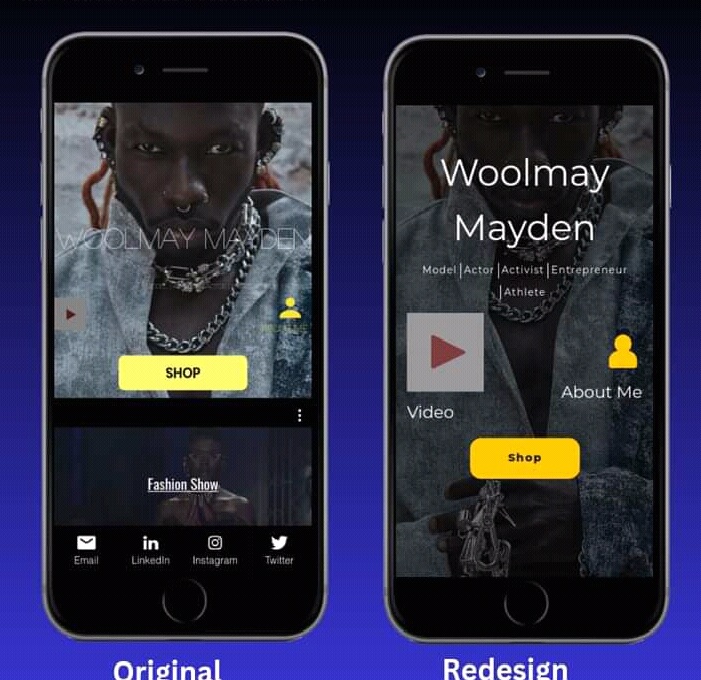 WOOLMAY MAYDEN
SHOP
Fashion Show
Email
LinkedIn
Instagram
Twitter
Original
Woolmay
Mayden
Model |Actor |Activist |Entrepreneur
|Athlete
Video
About Me
Shop
Redesign